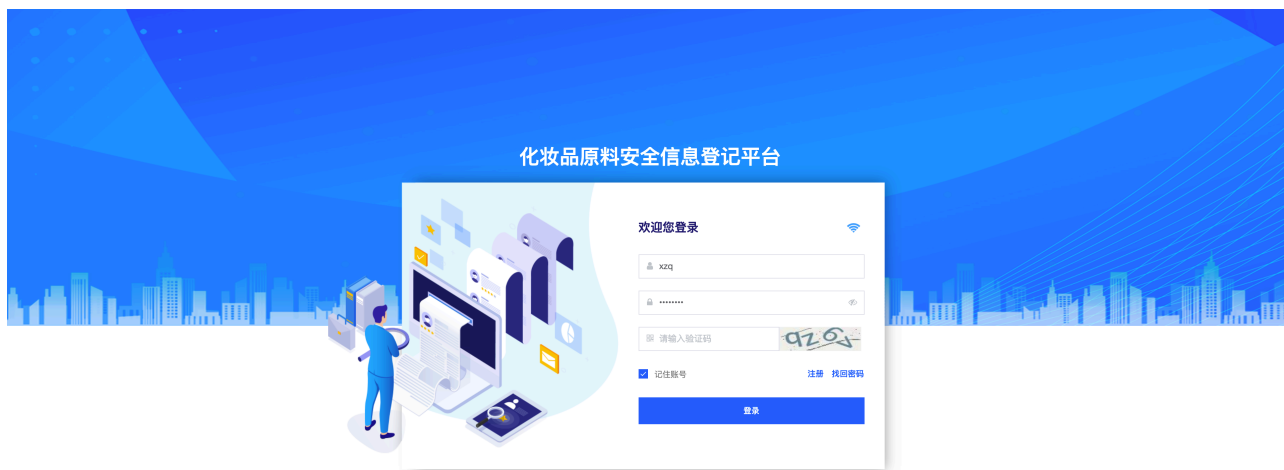 化妆品原料安全信息登记平台
欢迎您登录
xzq
••••••••
请输入验证码
记住账号 注册 找回密码
登录